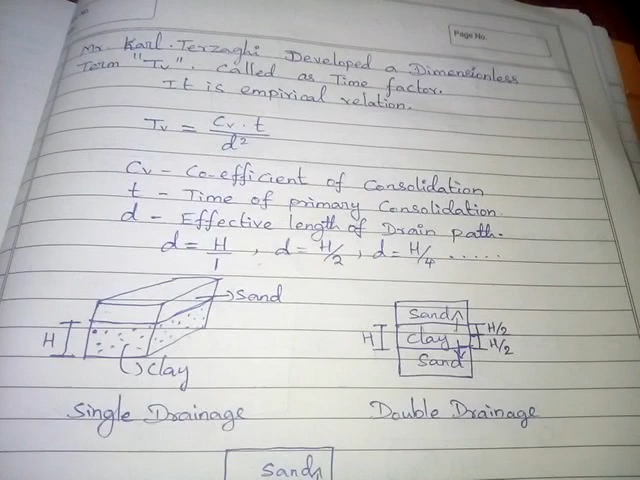 Page No.
Mr. Karl. Terzaghi Developed a Dimensionless
Term "Tv". called as Time factor.
It is empirical relation.
Tv = Cv . t / d²
Cv - Co-efficient of Consolidation
t - Time of primary Consolidation.
d - Effective length of Drain path.
d = H/1 , d = H/2 , d = H/4 ......
Sand
H
Clay
Single Drainage
Sand
H Clay H/2
H/2
Sand
Double Drainage
Sand